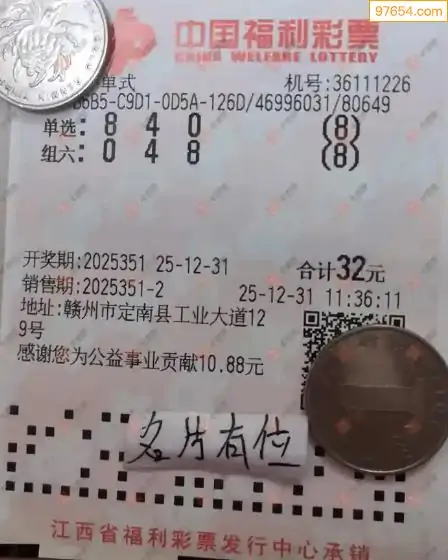 97654.com
中国福利彩票
CHINA WELFARE LOTTERY
单式 机号:36111226
B6B5-C9D1-0D5A-126D/46996031/80649
单选: 8 4 0 (8)
组六: 0 4 8 (8)
开奖期:2025351 25-12-31 合计32元
销售期:2025351-2 25-12-31 11:36:11
地址:赣州市定南县工业大道12
9号
感谢您为公益事业贡献10.88元
名片有位
江西省福利彩票发行中心承销